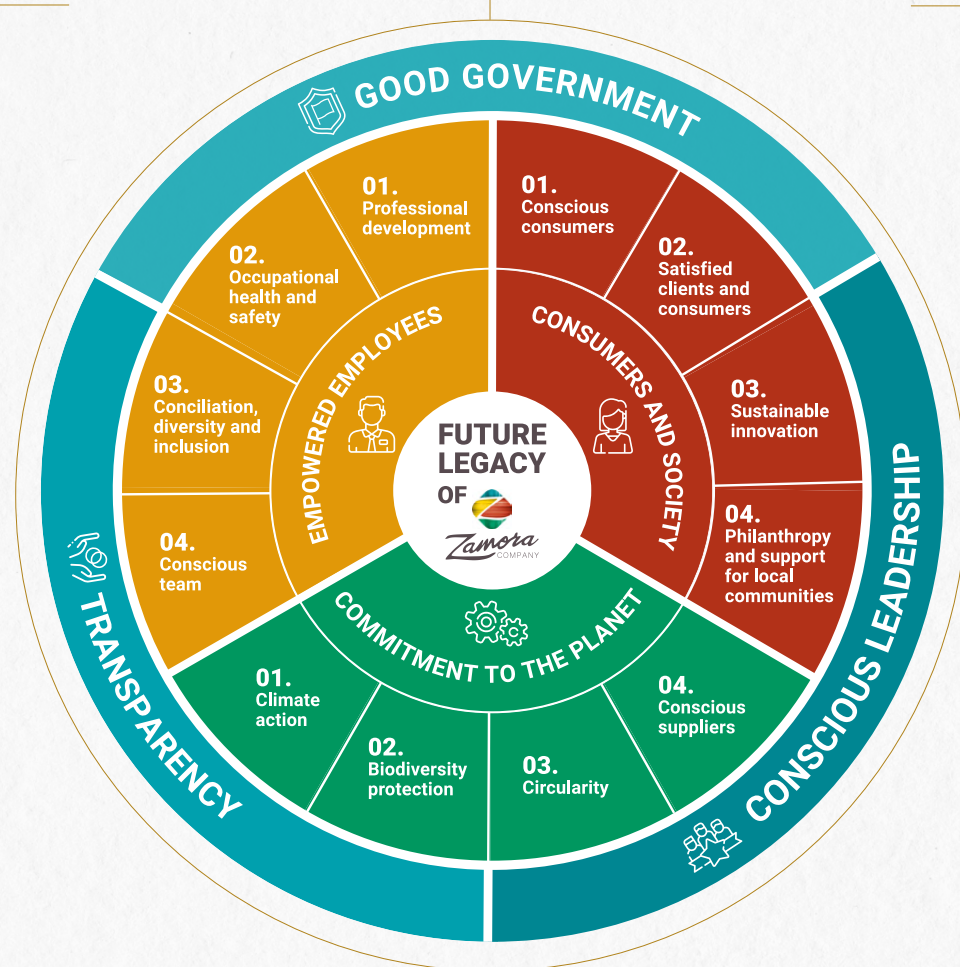 GOOD GOVERNMENT
01.
Professional
development
02.
Occupational
health and
safety
03.
Conciliation,
diversity and
inclusion
04.
Conscious
team
EMPOWERED EMPLOYEES
01.
Conscious
consumers
02.
Satisfied
clients and
consumers
03.
Sustainable
innovation
04.
Philanthropy
and support
for local
communities
CONSUMERS AND SOCIETY
FUTURE
LEGACY
OF
Zamora
COMPANY
COMMITMENT TO THE PLANET
01.
Climate
action
02.
Biodiversity
protection
03.
Circularity
04.
Conscious
suppliers
TRANSPARENCY
CONSCIOUS LEADERSHIP